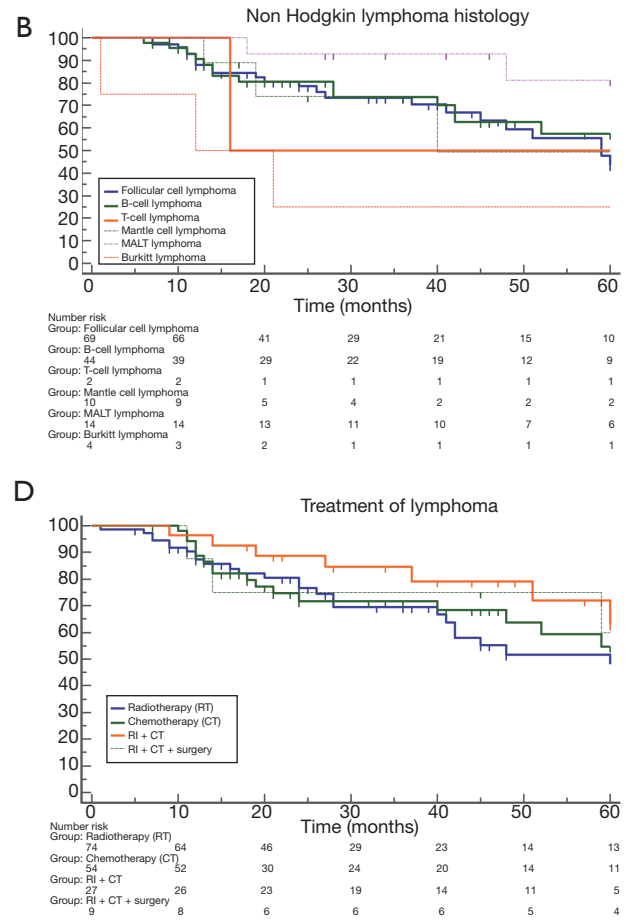 B
Non Hodgkin lymphoma histology
100
90
80
70
60
50
40
30
20
10
0
Follicular cell lymphoma
B-cell lymphoma
T-cell lymphoma
Mantle cell lymphoma
MALT lymphoma
Burkitt lymphoma
0 10 20 30 40 50 60
Time (months)
Number risk
Group: Follicular cell lymphoma
69 66 41 29 21 15 10
Group: B-cell lymphoma
44 39 29 22 19 12 9
Group: T-cell lymphoma
2 2 1 1 1 1 1
Group: Mantle cell lymphoma
10 9 5 4 2 2 2
Group: MALT lymphoma
14 14 13 11 10 7 6
Group: Burkitt lymphoma
4 3 2 1 1 1 1
D
Treatment of lymphoma
100
90
80
70
60
50
40
30
20
10
0
Radiotherapy (RT)
Chemotherapy (CT)
RI + CT
RI + CT + surgery
0 10 20 30 40 50 60
Time (months)
Number risk
Group: Radiotherapy (RT)
74 64 46 29 23 14 13
Group: Chemotherapy (CT)
54 52 30 24 20 14 11
Group: RI + CT
27 26 23 19 14 11 5
Group: RI + CT + surgery
9 8 6 6 6 5 4